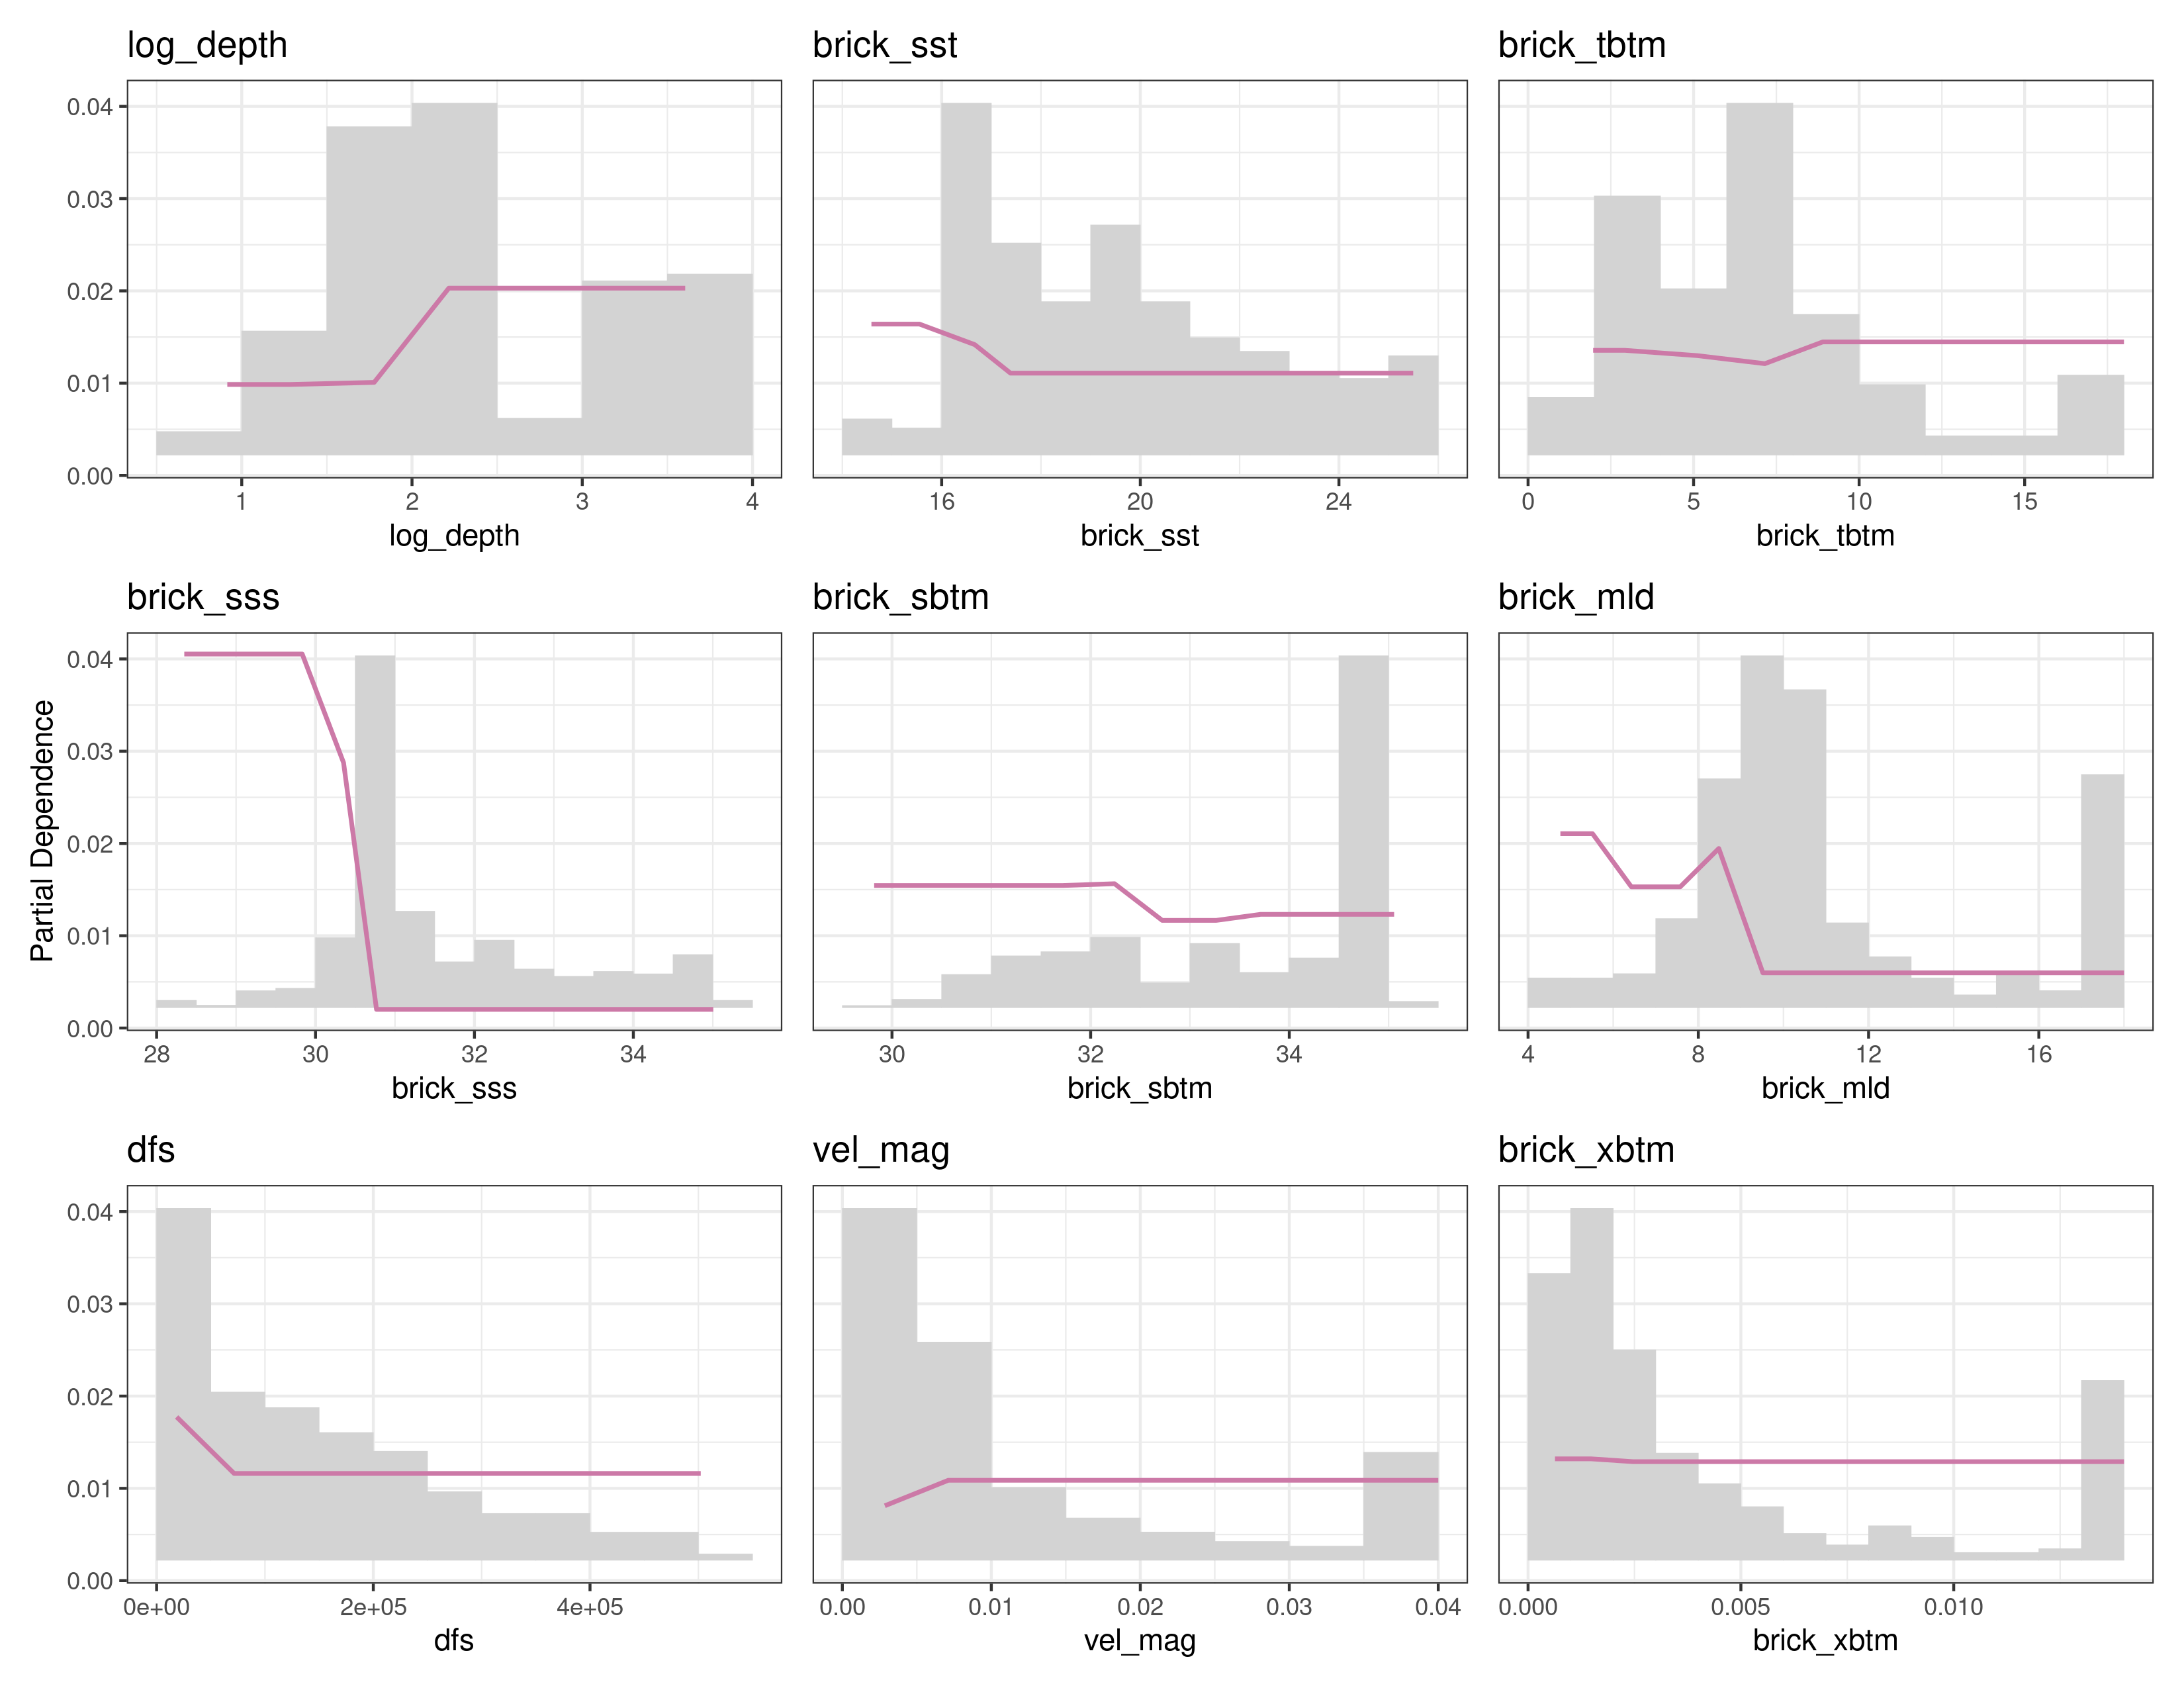 log_depth
brick_sst
brick_tbtm
0.04
0.03
0.02
0.01
0.00
1 2 3 4
16 20 24
0 5 10 15
log_depth
brick_sst
brick_tbtm
brick_sss
brick_sbtm
brick_mld
Partial Dependence
0.04
0.03
0.02
0.01
0.00
28 30 32 34
30 32 34
4 8 12 16
brick_sss
brick_sbtm
brick_mld
dfs
vel_mag
brick_xbtm
0.04
0.03
0.02
0.01
0.00
0e+00 2e+05 4e+05
0.00 0.01 0.02 0.03 0.04
0.000 0.005 0.010
dfs
vel_mag
brick_xbtm